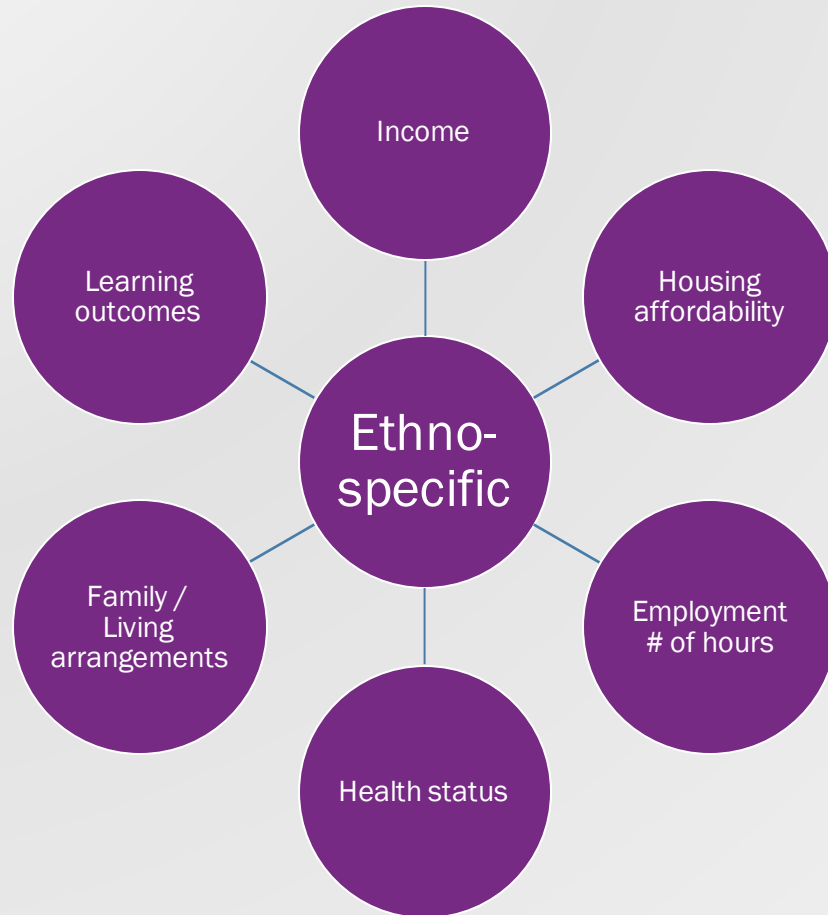 Income
Housing
affordability
Employment
# of hours
Health status
Family /
Living
arrangements
Learning
outcomes
Ethno-
specific